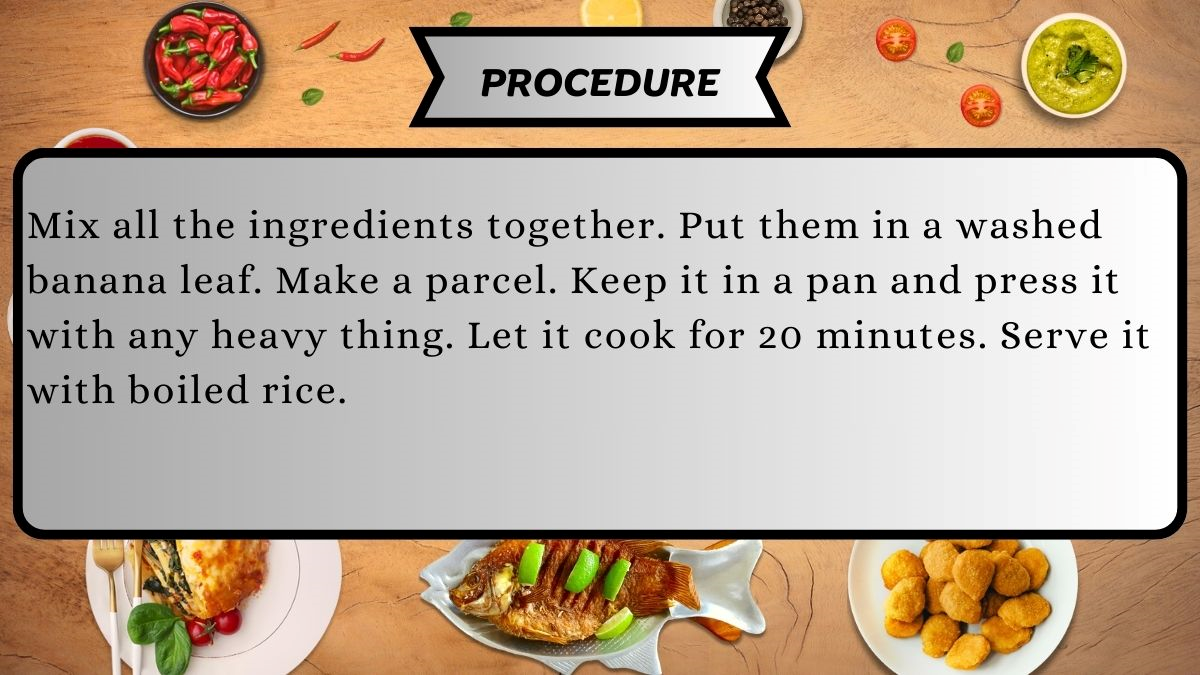 PROCEDURE
Mix all the ingredients together. Put them in a washed
banana leaf. Make a parcel. Keep it in a pan and press it
with any heavy thing. Let it cook for 20 minutes. Serve it
with boiled rice.